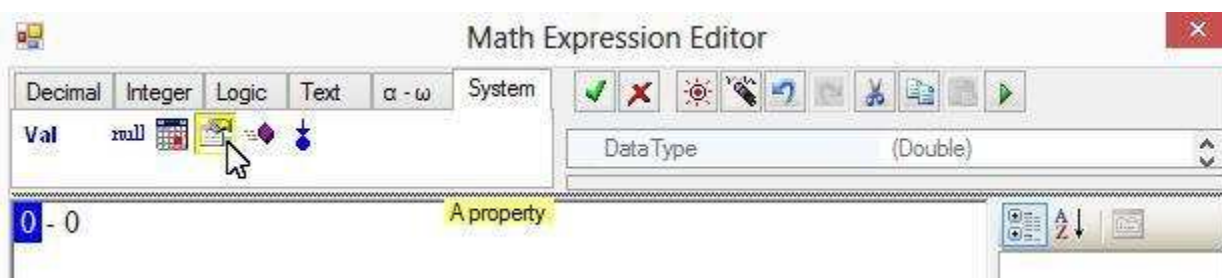 Math Expression Editor
Decimal Integer Logic Text α - ω System
Val null
DataType (Double)
0 - 0
A property
A Z